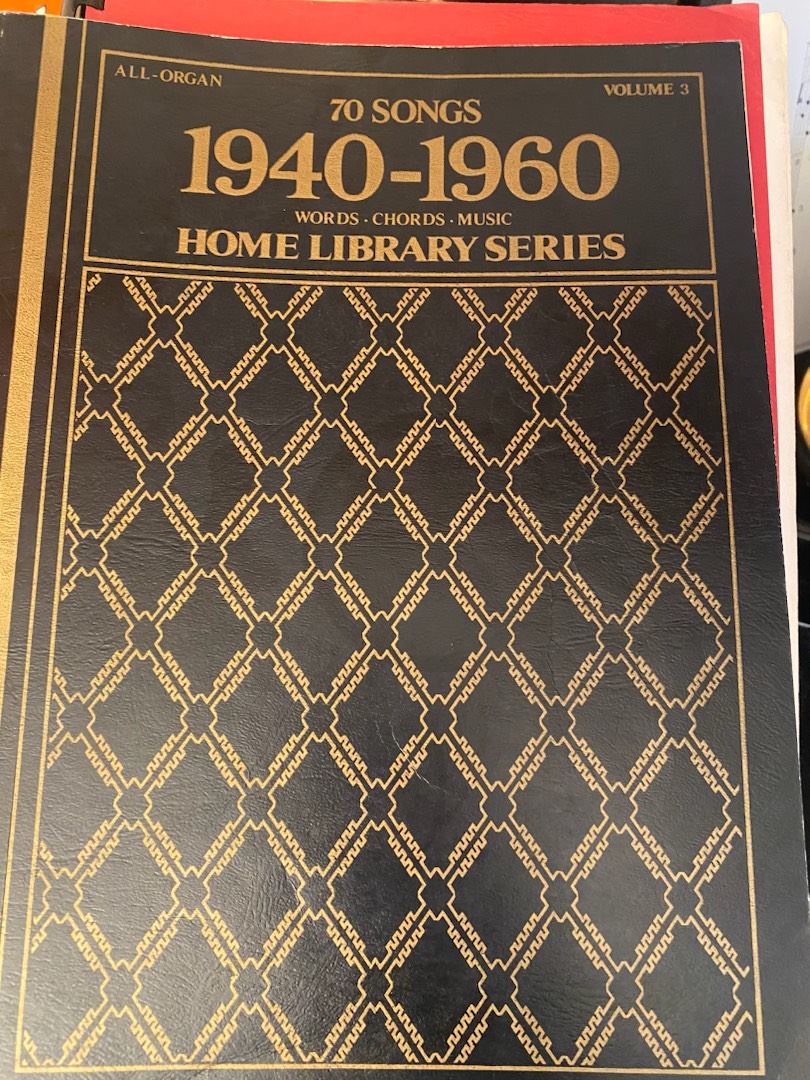 ALL-ORGAN
VOLUME 3
70 SONGS
1940-1960
WORDS · CHORDS · MUSIC
HOME LIBRARY SERIES